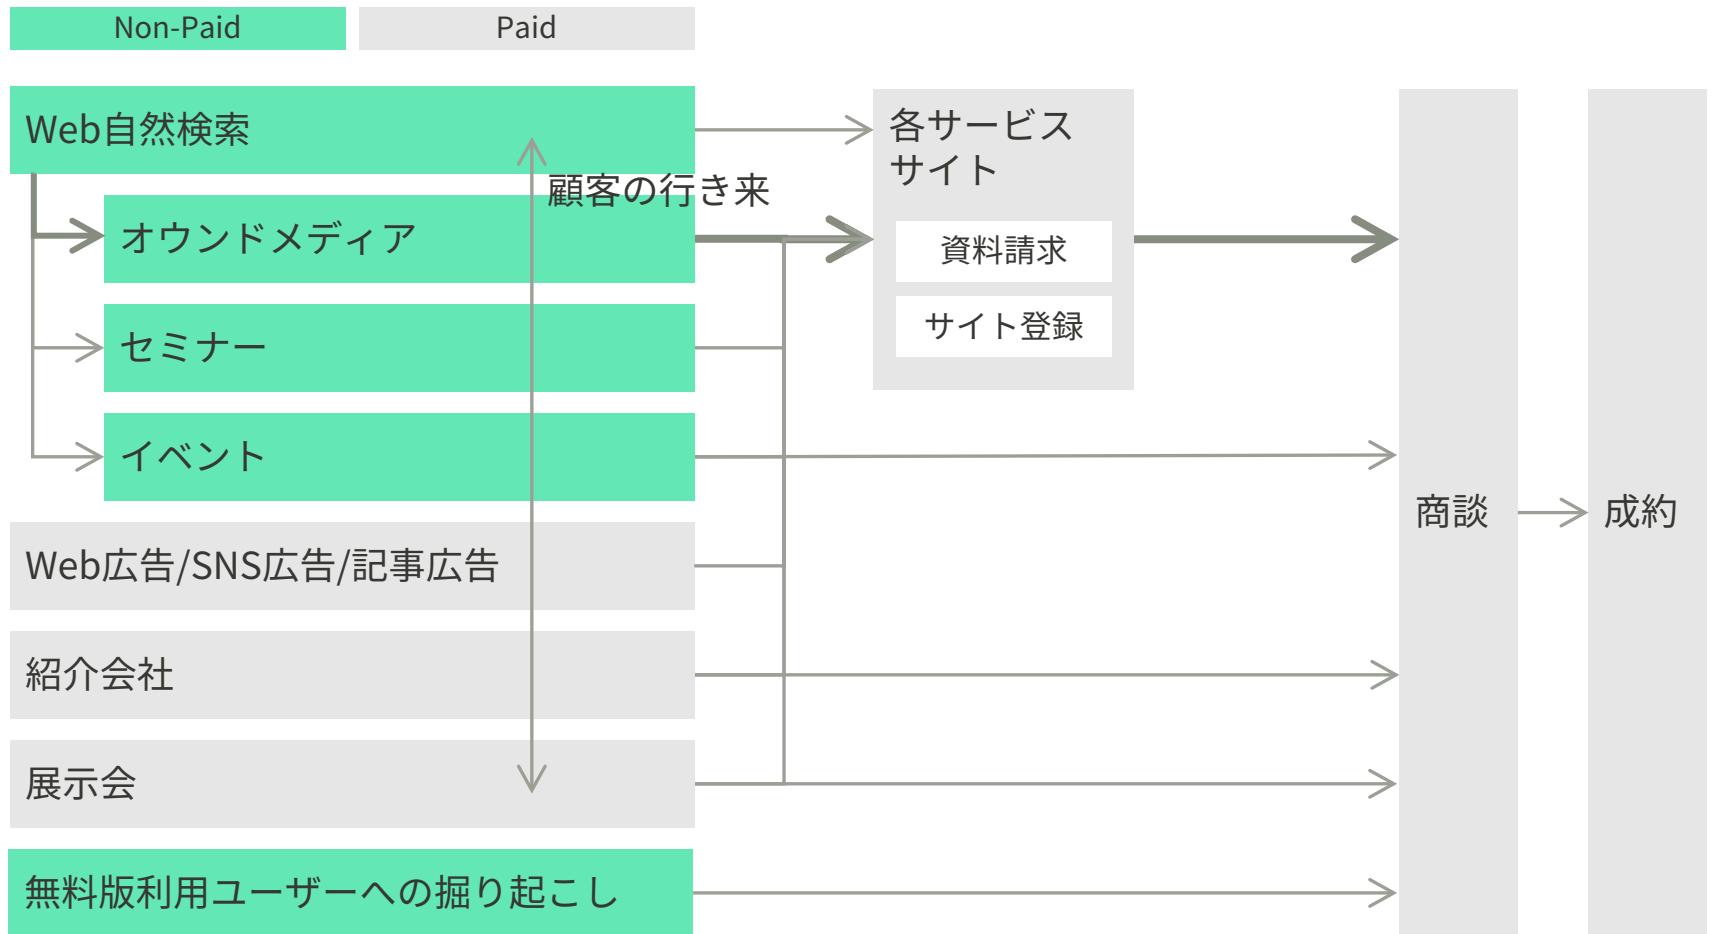 Non-Paid
Paid
Web自然検索
顧客の行き来
オウンドメディア
セミナー
イベント
Web広告/SNS広告/記事広告
紹介会社
展示会
無料版利用ユーザーへの掘り起こし
各サービス
サイト
資料請求
サイト登録
商談
成約